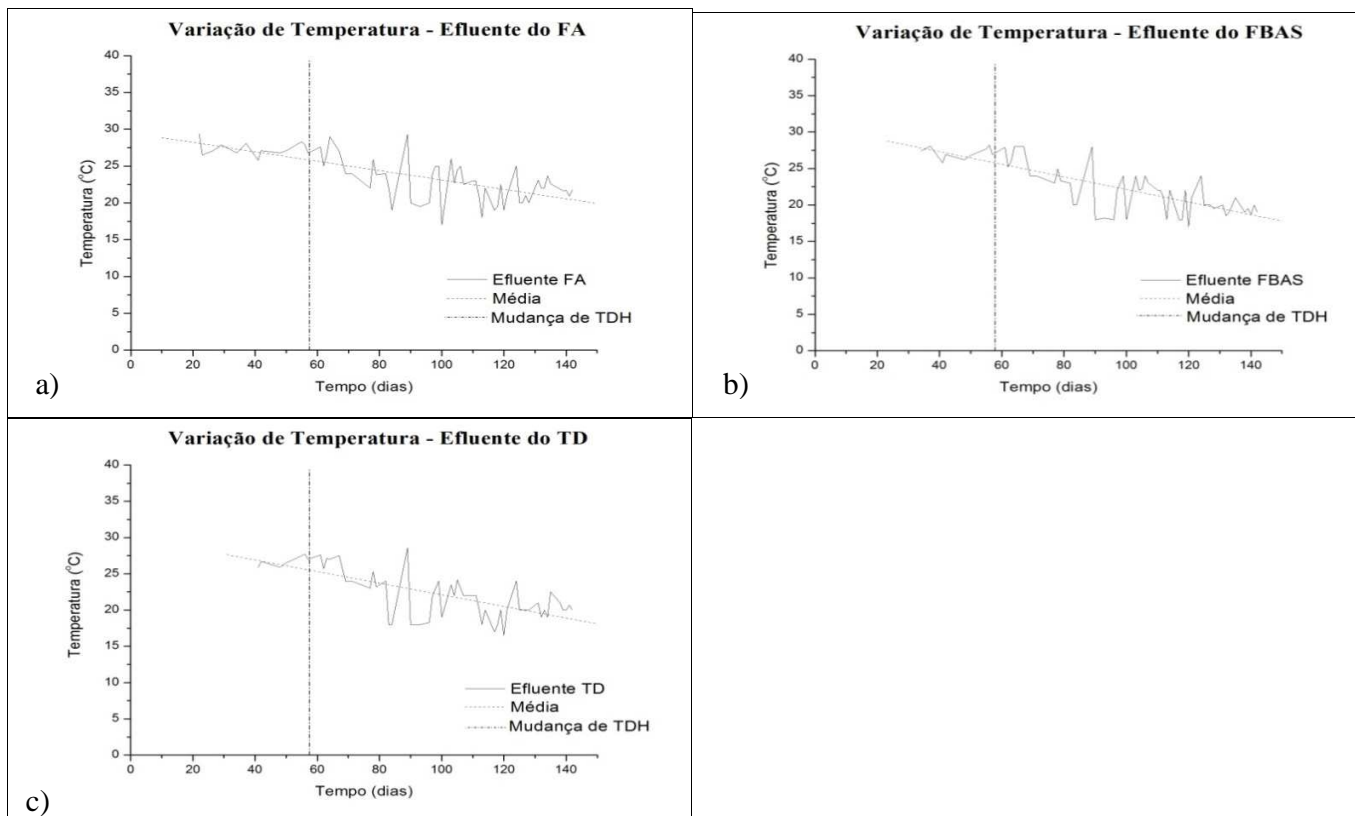 Variação de Temperatura - Efluente do FA
40
35
30
25
20
15
10
5
0
Temperatura (°C)
Efluente FA
Média
Mudança de TDH
0 20 40 60 80 100 120 140
Tempo (dias)
a)
Variação de Temperatura - Efluente do FBAS
40
35
30
25
20
15
10
5
0
Temperatura (°C)
Efluente FBAS
Média
Mudança de TDH
0 20 40 60 80 100 120 140
Tempo (dias)
b)
Variação de Temperatura - Efluente do TD
40
35
30
25
20
15
10
5
0
Temperatura (°C)
Efluente TD
Média
Mudança de TDH
0 20 40 60 80 100 120 140
Tempo (dias)
c)